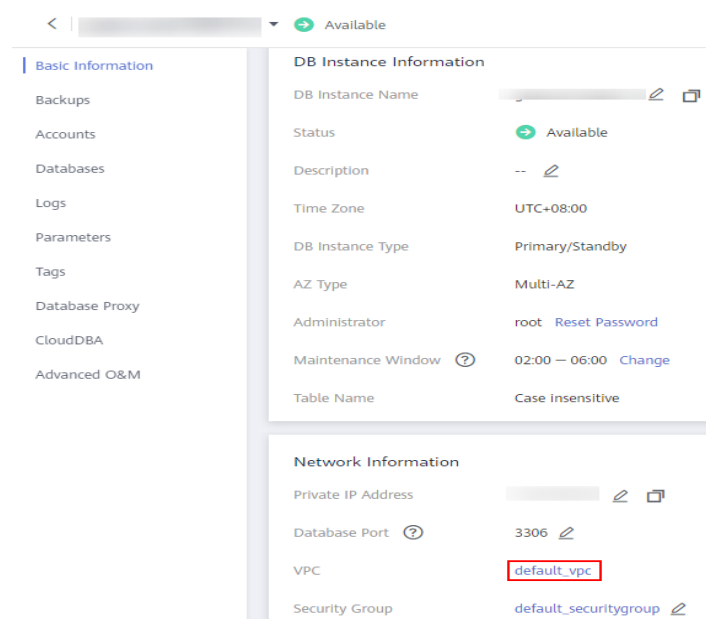 Available
Basic Information
Backups
Accounts
Databases
Logs
Parameters
Tags
Database Proxy
CloudDBA
Advanced O&M
DB Instance Information
DB Instance Name
Status Available
Description --
Time Zone UTC+08:00
DB Instance Type Primary/Standby
AZ Type Multi-AZ
Administrator root Reset Password
Maintenance Window ? 02:00 — 06:00 Change
Table Name Case insensitive
Network Information
Private IP Address
Database Port ? 3306
VPC default_vpc
Security Group default_securitygroup